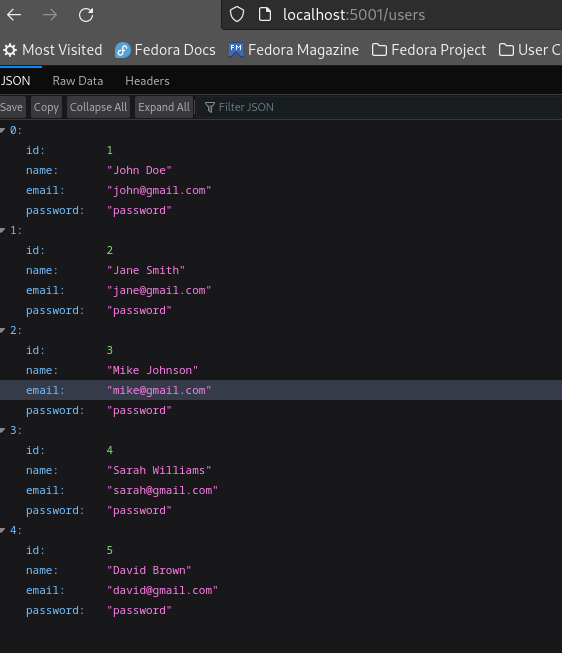 localhost:5001/users
Most Visited Fedora Docs FM Fedora Magazine Fedora Project User C
JSON Raw Data Headers
Save Copy Collapse All Expand All Filter JSON
0:
id: 1
name: "John Doe"
email: "john@gmail.com"
password: "password"
1:
id: 2
name: "Jane Smith"
email: "jane@gmail.com"
password: "password"
2:
id: 3
name: "Mike Johnson"
email: "mike@gmail.com"
password: "password"
3:
id: 4
name: "Sarah Williams"
email: "sarah@gmail.com"
password: "password"
4:
id: 5
name: "David Brown"
email: "david@gmail.com"
password: "password"